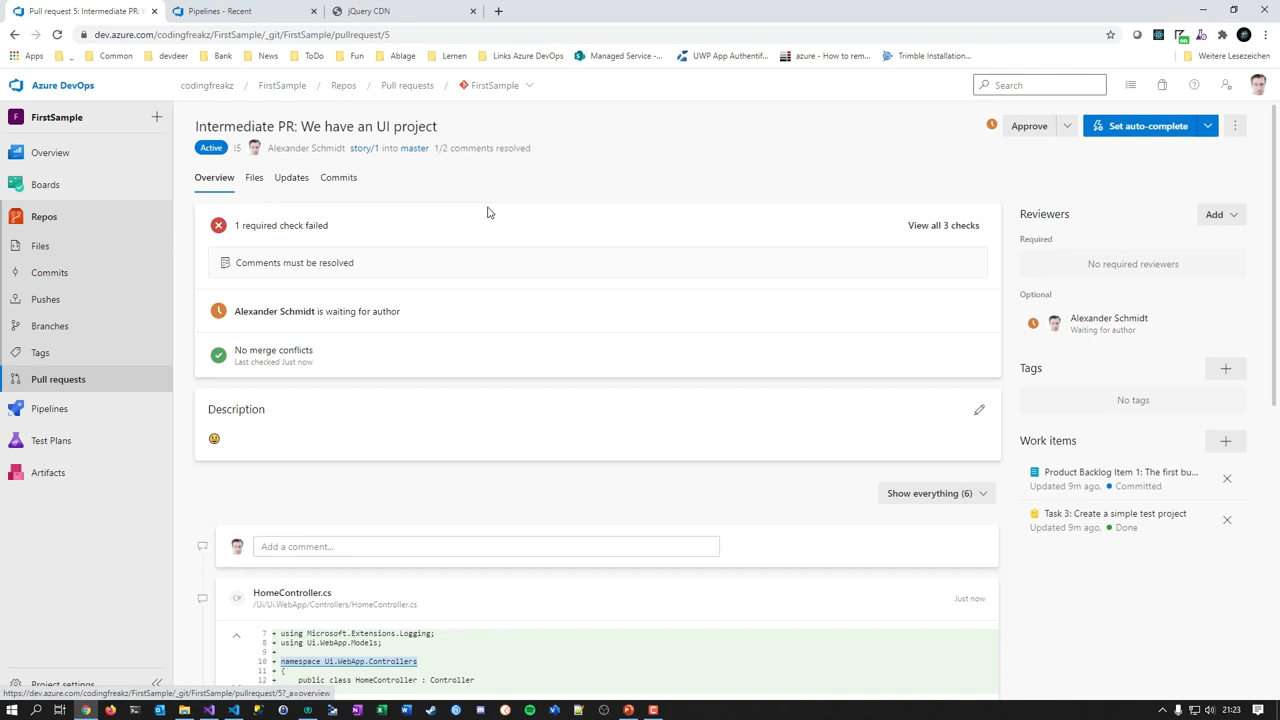 Pull request 5: Intermediate PR: W
Pipelines - Recent
jQuery CDN
dev.azure.com/codingfreakz/FirstSample/_git/FirstSample/pullrequest/5
Apps
_
Common
devdeer
Bank
News
ToDo
Fun
Ablage
Lernen
Links Azure DevOps
Managed Service -...
UWP App Authentif...
azure - How to rem...
Trimble Installation...
Weitere Lesezeichen
Azure DevOps
codingfreakz / FirstSample / Repos / Pull requests / FirstSample
Search
F FirstSample
Intermediate PR: We have an UI project
Approve
Set auto-complete
Active
!5 Alexander Schmidt story/1 into master 1/2 comments resolved
Overview
Boards
Repos
Files
Commits
Pushes
Branches
Tags
Pull requests
Pipelines
Test Plans
Artifacts
Project settings
Overview Files Updates Commits
1 required check failed
View all 3 checks
Comments must be resolved
Alexander Schmidt is waiting for author
No merge conflicts
Last checked Just now
Description
Show everything (6)
Add a comment...
HomeController.cs
/Ui/Ui.WebApp/Controllers/HomeController.cs
Just now
C#
7 + using Microsoft.Extensions.Logging;
8 + using Ui.WebApp.Models;
9 +
10 + namespace Ui.WebApp.Controllers
11 + {
12 + public class HomeController : Controller
Reviewers
Add
Required
No required reviewers
Optional
Alexander Schmidt
Waiting for author
Tags
No tags
Work items
Product Backlog Item 1: The first bu...
Updated 9m ago, Committed
Task 3: Create a simple test project
Updated 9m ago, Done
https://dev.azure.com/codingfreakz/FirstSample/_git/FirstSample/pullrequest/5?_a=overview
21:23